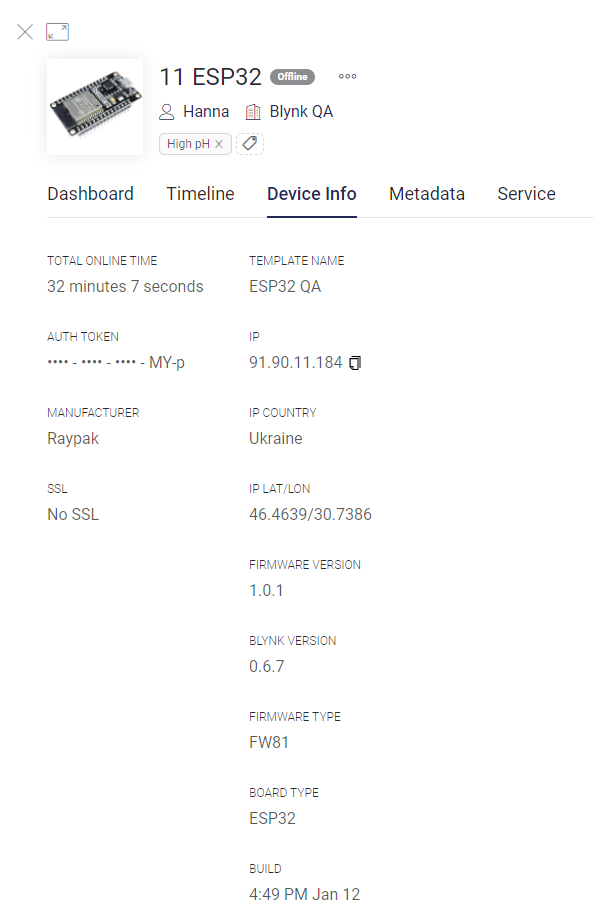 11 ESP32 Offline
Hanna Blynk QA
High pH
Dashboard Timeline Device Info Metadata Service
TOTAL ONLINE TIME TEMPLATE NAME
32 minutes 7 seconds ESP32 QA
AUTH TOKEN IP
•••• - •••• - •••• - MY-p 91.90.11.184
MANUFACTURER IP COUNTRY
Raypak Ukraine
SSL IP LAT/LON
No SSL 46.4639/30.7386
FIRMWARE VERSION
1.0.1
BLYNK VERSION
0.6.7
FIRMWARE TYPE
FW81
BOARD TYPE
ESP32
BUILD
4:49 PM Jan 12